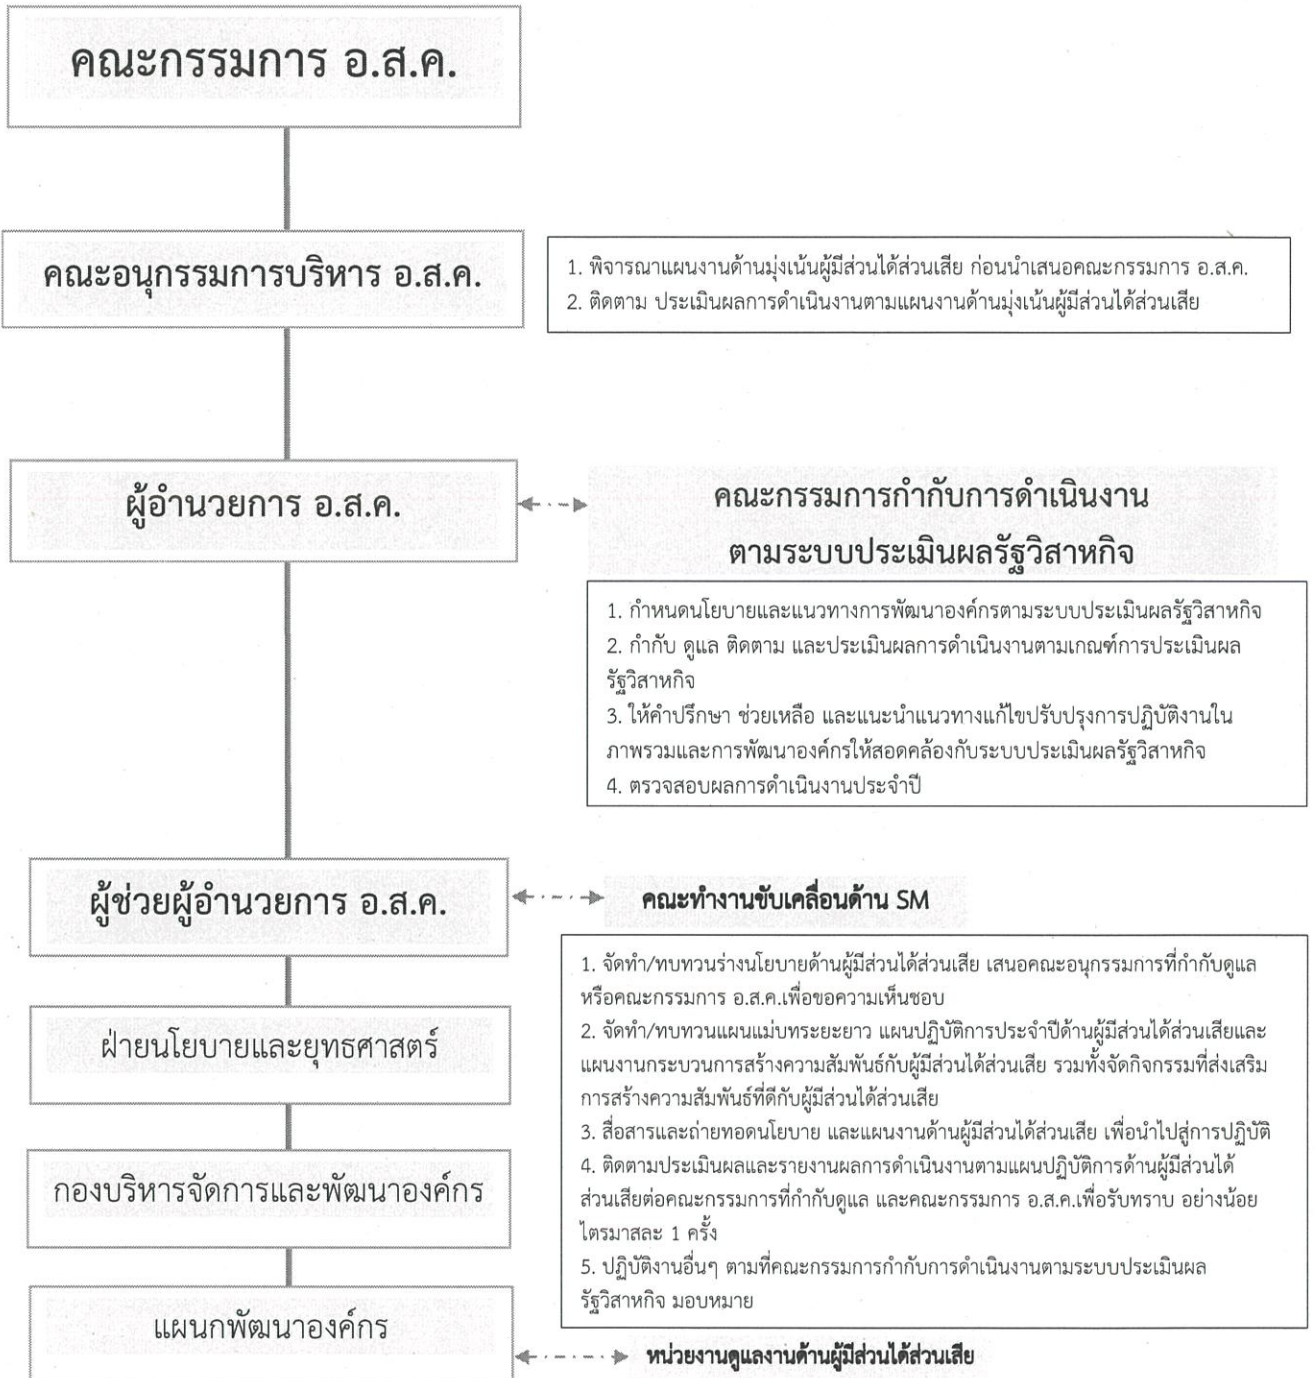 คณะกรรมการ อ.ส.ค.
คณะอนุกรรมการบริหาร อ.ส.ค.
1. พิจารณาแผนงานด้านมุ่งเน้นผู้มีส่วนได้ส่วนเสีย ก่อนนำเสนอคณะกรรมการ อ.ส.ค.
2. ติดตาม ประเมินผลการดำเนินงานตามแผนงานด้านมุ่งเน้นผู้มีส่วนได้ส่วนเสีย
ผู้อำนวยการ อ.ส.ค.
คณะกรรมการกำกับการดำเนินงาน
ตามระบบประเมินผลรัฐวิสาหกิจ
1. กำหนดนโยบายและแนวทางการพัฒนาองค์กรตามระบบประเมินผลรัฐวิสาหกิจ
2. กำกับ ดูแล ติดตาม และประเมินผลการดำเนินงานตามเกณฑ์การประเมินผล
รัฐวิสาหกิจ
3. ให้คำปรึกษา ช่วยเหลือ และแนะนำแนวทางแก้ไขปรับปรุงการปฏิบัติงานใน
ภาพรวมและการพัฒนาองค์กรให้สอดคล้องกับระบบประเมินผลรัฐวิสาหกิจ
4. ตรวจสอบผลการดำเนินงานประจำปี
ผู้ช่วยผู้อำนวยการ อ.ส.ค.
คณะทำงานขับเคลื่อนด้าน SM
1. จัดทำ/ทบทวนร่างนโยบายด้านผู้มีส่วนได้ส่วนเสีย เสนอคณะอนุกรรมการที่กำกับดูแล
หรือคณะกรรมการ อ.ส.ค.เพื่อขอความเห็นชอบ
2. จัดทำ/ทบทวนแผนแม่บทระยะยาว แผนปฏิบัติการประจำปีด้านผู้มีส่วนได้ส่วนเสียและ
แผนงานกระบวนการสร้างความสัมพันธ์กับผู้มีส่วนได้ส่วนเสีย รวมทั้งจัดกิจกรรมที่ส่งเสริม
การสร้างความสัมพันธ์ที่ดีกับผู้มีส่วนได้ส่วนเสีย
3. สื่อสารและถ่ายทอดนโยบาย และแผนงานด้านผู้มีส่วนได้ส่วนเสีย เพื่อนำไปสู่การปฏิบัติ
4. ติดตามประเมินผลและรายงานผลการดำเนินงานตามแผนปฏิบัติการด้านผู้มีส่วนได้
ส่วนเสียต่อคณะกรรมการที่กำกับดูแล และคณะกรรมการ อ.ส.ค.เพื่อรับทราบ อย่างน้อย
ไตรมาสละ 1 ครั้ง
5. ปฏิบัติงานอื่นๆ ตามที่คณะกรรมการกำกับการดำเนินงานตามระบบประเมินผล
รัฐวิสาหกิจ มอบหมาย
ฝ่ายนโยบายและยุทธศาสตร์
กองบริหารจัดการและพัฒนาองค์กร
แผนกพัฒนาองค์กร
หน่วยงานดูแลงานด้านผู้มีส่วนได้ส่วนเสีย